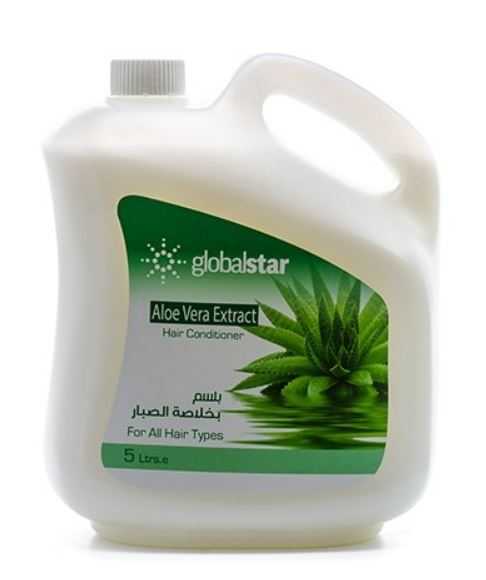 globalstar
Aloe Vera Extract
Hair Conditioner
بلسم
بخلاصة الصبار
For All Hair Types
5 Ltrs.e